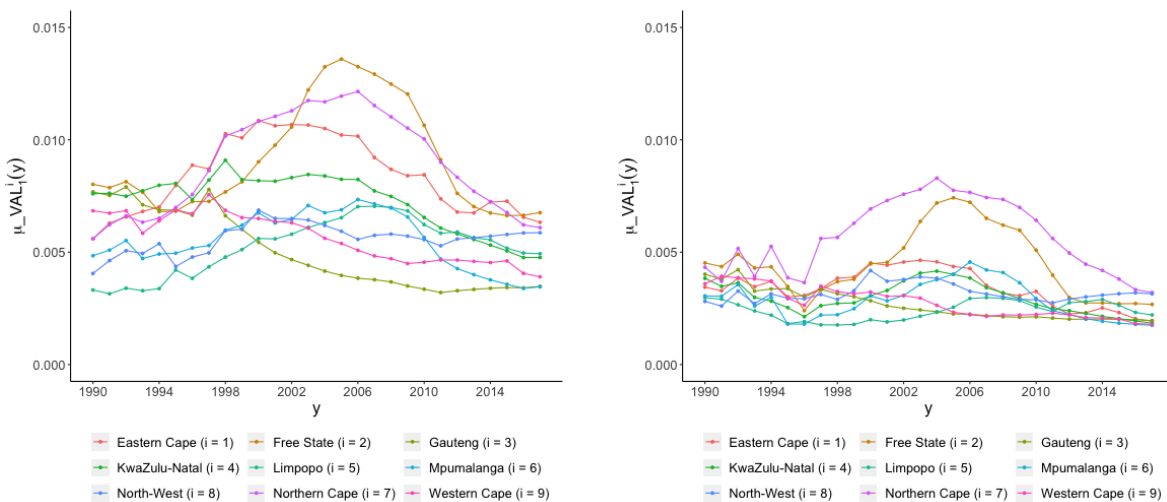 0.015
0.010
0.005
0.000
μ_VALⁱ₁(y)
1990 1994 1998 2002 2006 2010 2014
y
Eastern Cape (i = 1) Free State (i = 2) Gauteng (i = 3)
KwaZulu-Natal (i = 4) Limpopo (i = 5) Mpumalanga (i = 6)
North-West (i = 8) Northern Cape (i = 7) Western Cape (i = 9)
0.015
0.010
0.005
0.000
μ_VALⁱ₁(y)
1990 1994 1998 2002 2006 2010 2014
y
Eastern Cape (i = 1) Free State (i = 2) Gauteng (i = 3)
KwaZulu-Natal (i = 4) Limpopo (i = 5) Mpumalanga (i = 6)
North-West (i = 8) Northern Cape (i = 7) Western Cape (i = 9)